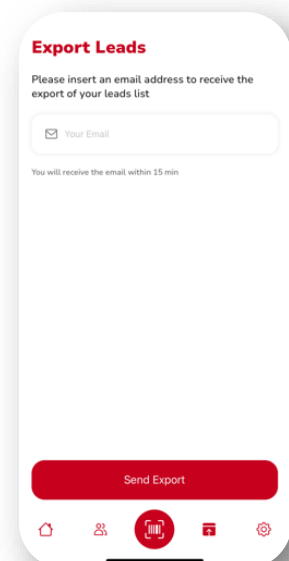 Export Leads
Please insert an email address to receive the
export of your leads list
Your Email
You will receive the email within 15 min
Send Export